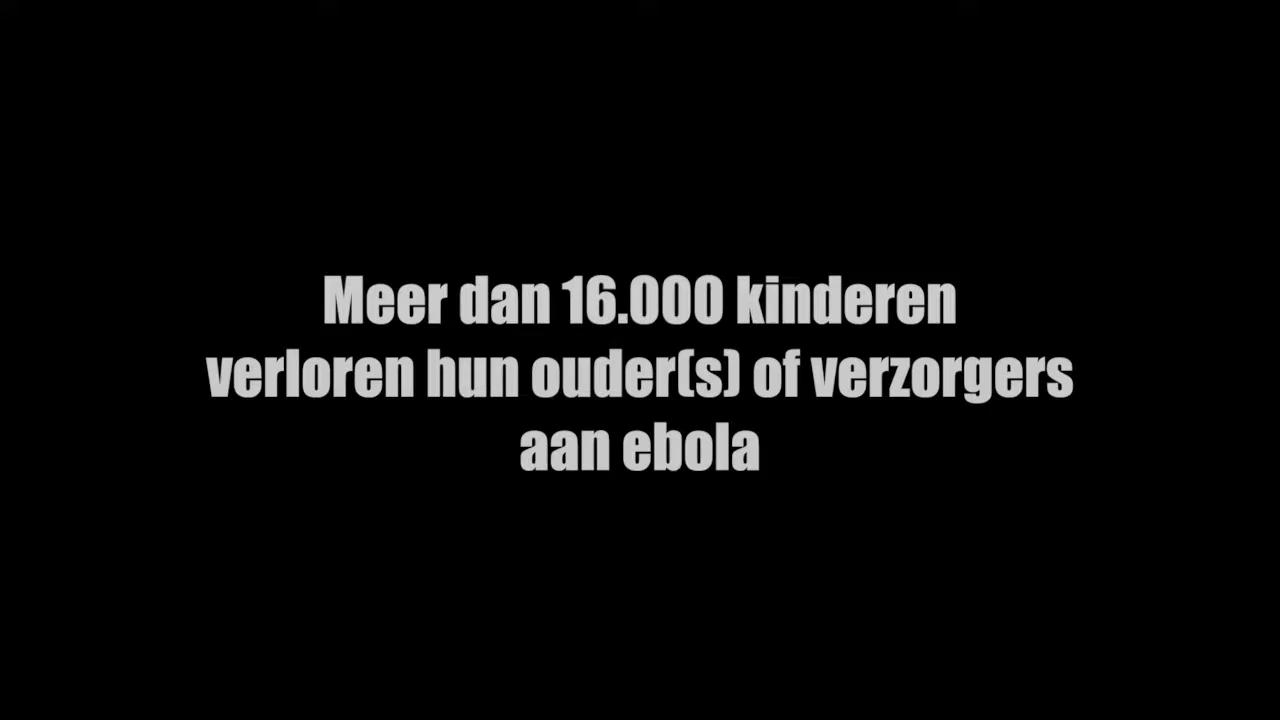 Meer dan 16.000 kinderen
verloren hun ouder(s) of verzorgers
aan ebola